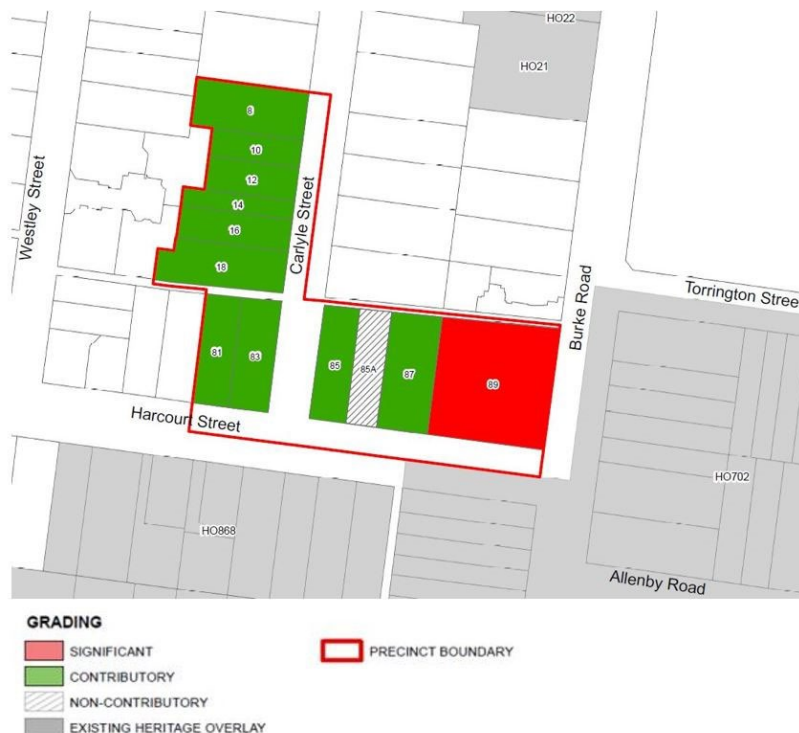 HO22
HO21
8
10
12
14
16
18
Westley Street
Carlyle Street
Burke Road
Torrington Stree
81
83
85
85A
87
89
Harcourt Street
HO702
HO868
Allenby Road
GRADING
SIGNIFICANT
CONTRIBUTORY
NON-CONTRIBUTORY
EXISTING HERITAGE OVERLAY
PRECINCT BOUNDARY